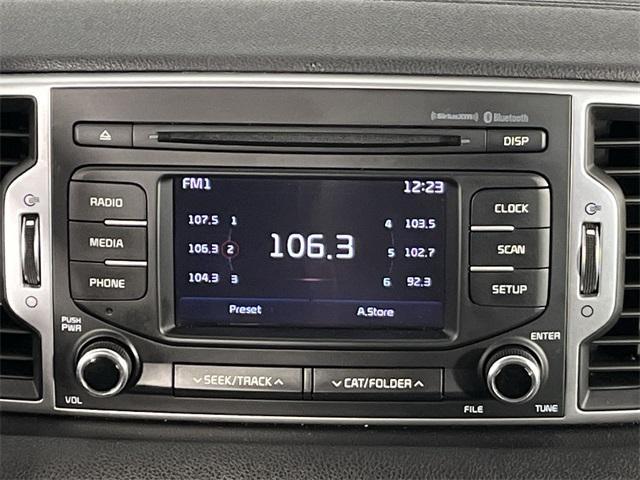 SiriusXM Bluetooth
DISP
FM1 12:23
RADIO
MEDIA
PHONE
107.5 1
106.3 2
104.3 3
106.3
4 103.5
5 102.7
6 92.3
Preset A.Store
CLOCK
SCAN
SETUP
PUSH
PWR
VOL
SEEK/TRACK
CAT/FOLDER
ENTER
FILE
TUNE